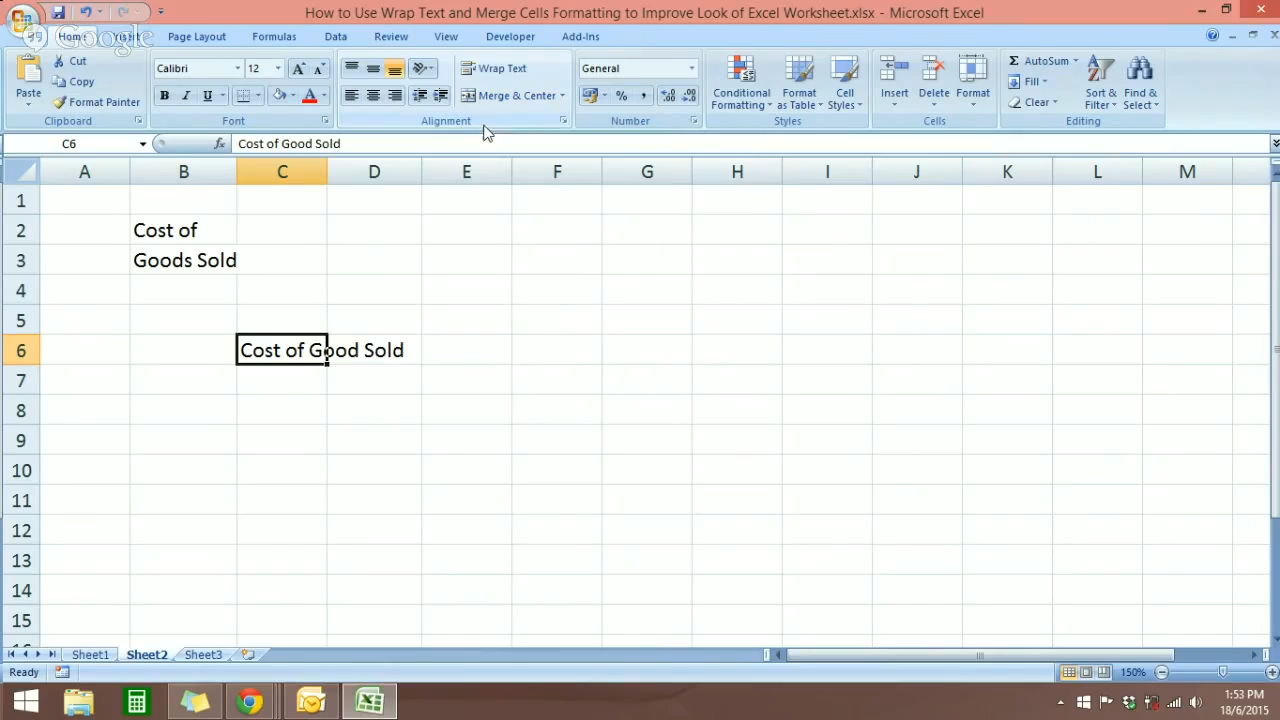 How to Use Wrap Text and Merge Cells Formatting to Improve Look of Excel Worksheet.xlsx - Microsoft Excel
Google
Home Insert Page Layout Formulas Data Review View Developer Add-Ins
Paste
Cut
Copy
Format Painter
Clipboard
Calibri 12 A A
B I U A
Font
Wrap Text
Merge & Center
Alignment
General
% , .0 .00 .00 .0
Number
Conditional Formatting
Format as Table
Cell Styles
Styles
Insert Delete Format
Cells
Σ AutoSum
Fill
Clear
Sort & Filter
Find & Select
Editing
C6 fx Cost of Good Sold
A B C D E F G H I J K L M
1
2 Cost of
3 Goods Sold
4
5
6 Cost of Good Sold
7
8
9
10
11
12
13
14
15
Sheet1 Sheet2 Sheet3
Ready 150%
1:53 PM
18/6/2015